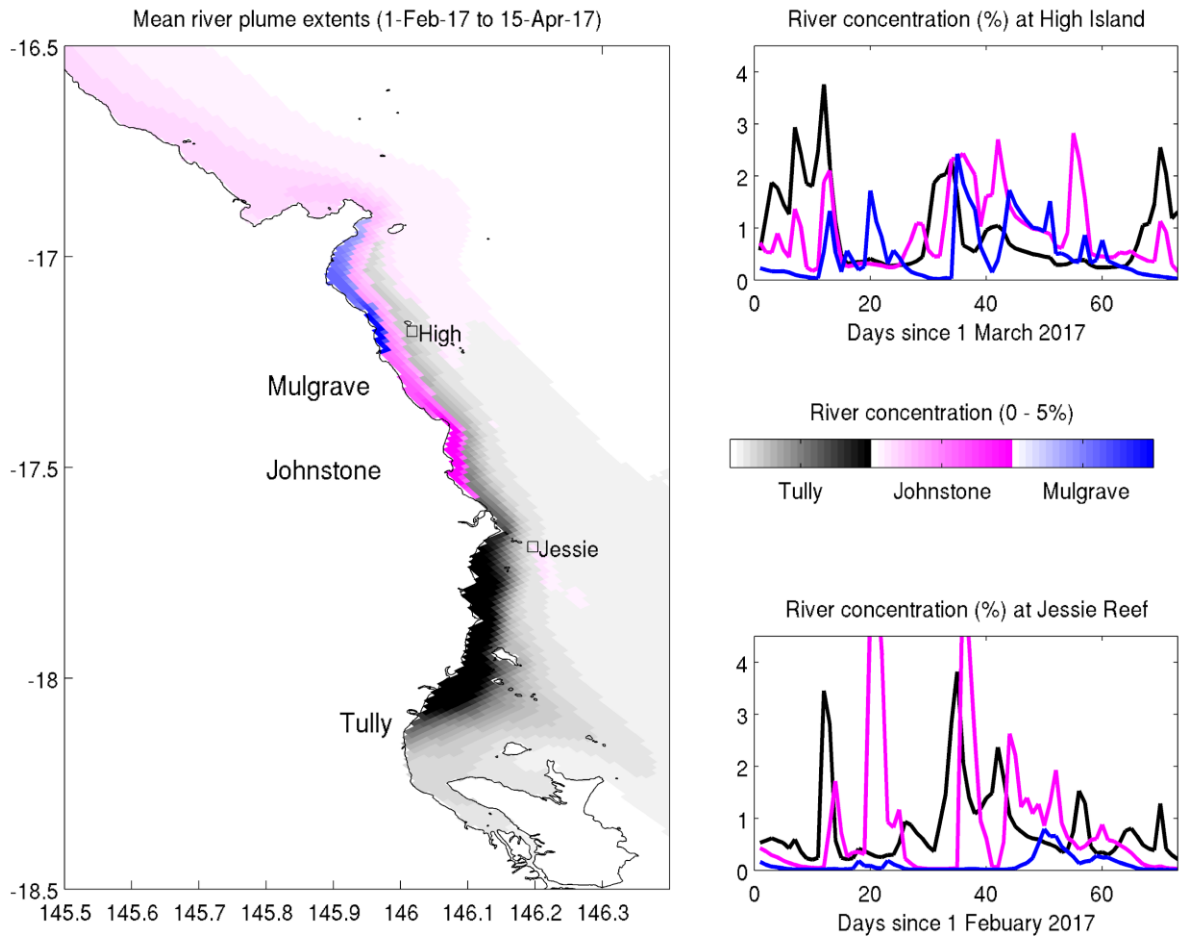 Mean river plume extents (1-Feb-17 to 15-Apr-17)
-16.5
-17
-17.5
-18
-18.5
145.5 145.6 145.7 145.8 145.9 146 146.1 146.2 146.3
High
Mulgrave
Johnstone
Jessie
Tully
River concentration (%) at High Island
4
3
2
1
0
0 20 40 60
Days since 1 March 2017
River concentration (0 - 5%)
Tully Johnstone Mulgrave
River concentration (%) at Jessie Reef
4
3
2
1
0
0 20 40 60
Days since 1 Febuary 2017